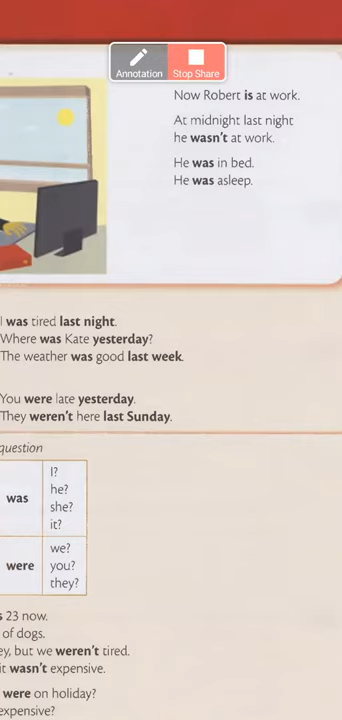 Annotation Stop Share
Now Robert is at work.
At midnight last night
he wasn't at work.
He was in bed.
He was asleep.
I was tired last night.
Where was Kate yesterday?
The weather was good last week.
You were late yesterday.
They weren't here last Sunday.
question
was
I?
he?
she?
it?
were
we?
you?
they?
23 now.
of dogs.
but we weren't tired.
it wasn't expensive.
were on holiday?
expensive?